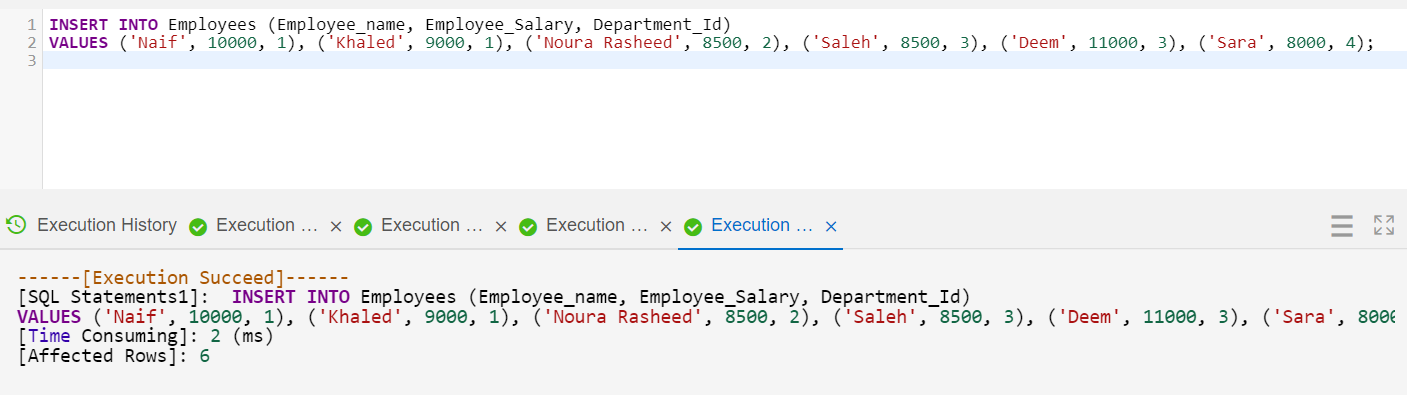 1 INSERT INTO Employees (Employee_name, Employee_Salary, Department_Id)
2 VALUES ('Naif', 10000, 1), ('Khaled', 9000, 1), ('Noura Rasheed', 8500, 2), ('Saleh', 8500, 3), ('Deem', 11000, 3), ('Sara', 8000, 4);
3
Execution History Execution ... × Execution ... × Execution ... × Execution ... ×
------[Execution Succeed]------
[SQL Statements1]: INSERT INTO Employees (Employee_name, Employee_Salary, Department_Id)
VALUES ('Naif', 10000, 1), ('Khaled', 9000, 1), ('Noura Rasheed', 8500, 2), ('Saleh', 8500, 3), ('Deem', 11000, 3), ('Sara', 8000
[Time Consuming]: 2 (ms)
[Affected Rows]: 6